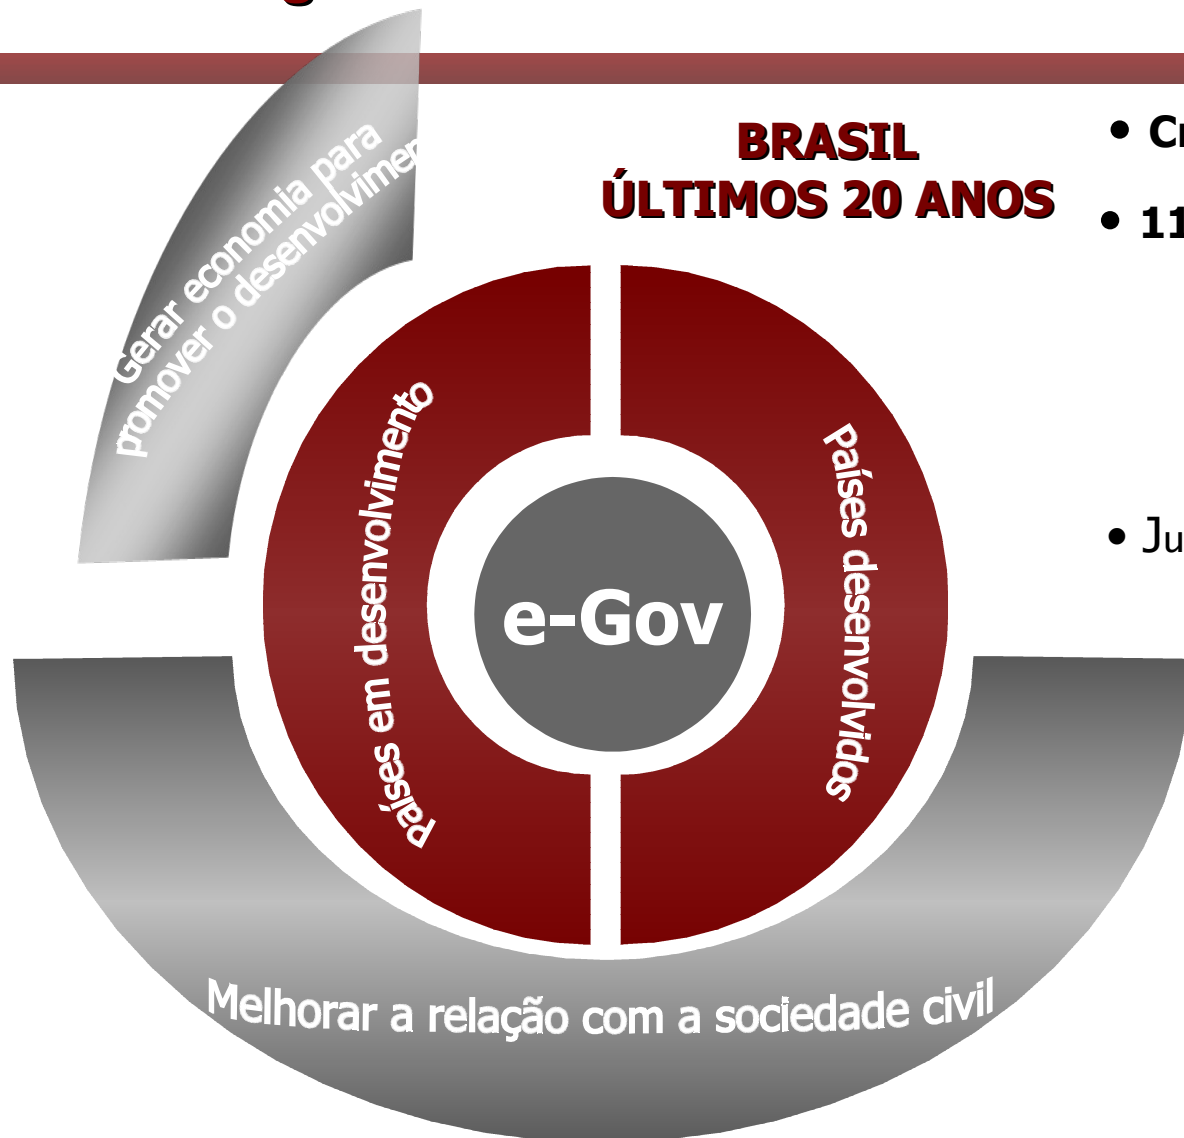 BRASIL
ÚLTIMOS 20 ANOS
Gerar economia para
promover o
Países em desenvolvimento
Países desenvolvidos
e-Gov
Melhorar a relação com a sociedade civil